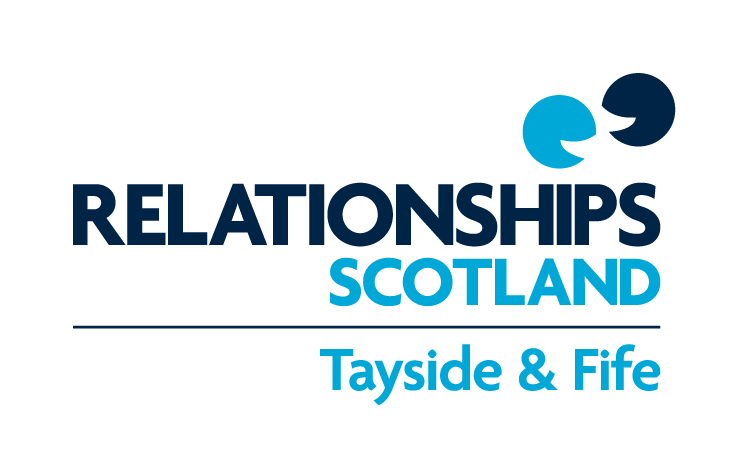 RELATIONSHIPS
SCOTLAND
Tayside & Fife